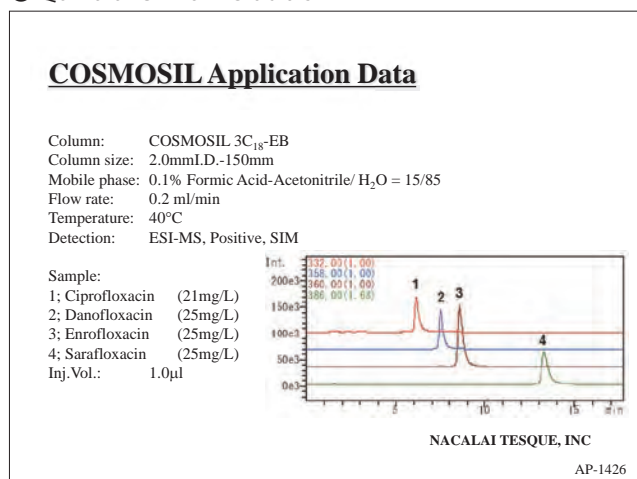 COSMOSIL Application Data
Column: COSMOSIL 3C18-EB
Column size: 2.0mmI.D.-150mm
Mobile phase: 0.1% Formic Acid-Acetonitrile/ H2O = 15/85
Flow rate: 0.2 ml/min
Temperature: 40°C
Detection: ESI-MS, Positive, SIM
Sample:
1; Ciprofloxacin (21mg/L)
2; Danofloxacin (25mg/L)
3; Enrofloxacin (25mg/L)
4; Sarafloxacin (25mg/L)
Inj.Vol.: 1.0µl
Int.
332.00(1.00)
358.00(1.00)
360.00(1.00)
386.00(1.68)
200e3
150e3
100e3
50e3
0e3
1
2
3
4
5 10 15 min
NACALAI TESQUE, INC
AP-1426